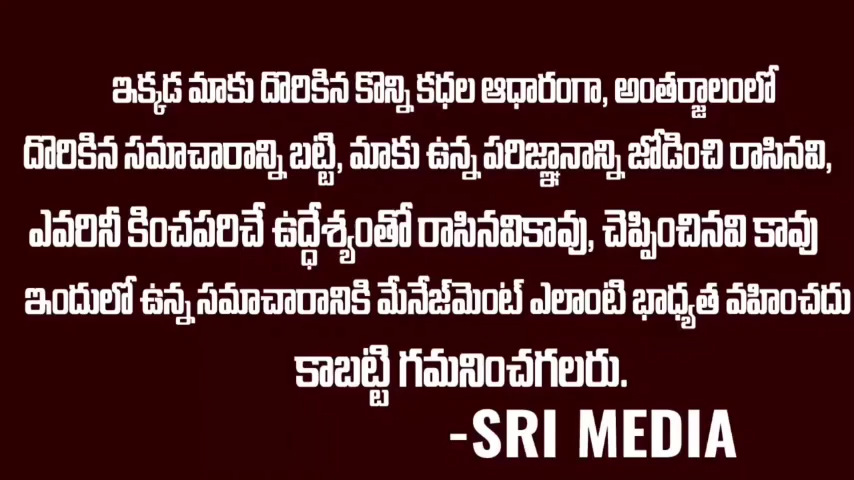 ఇక్కడ మాకు దొరికిన కొన్ని కధల ఆధారంగా, అంతర్జాలంలో
దొరికిన సమాచారాన్ని బట్టి, మాకు ఉన్న పరిజ్ఞానాన్ని జోడించి రాసినవి,
ఎవరినీ కించపరిచే ఉద్ధేశ్యంతో రాసినవికావు, చెప్పించినవి కావు
ఇందులో ఉన్న సమాచారానికి మేనేజ్‌మెంట్ ఎలాంటి భాధ్యత వహించదు
కాబట్టి గమనించగలరు.
-SRI MEDIA